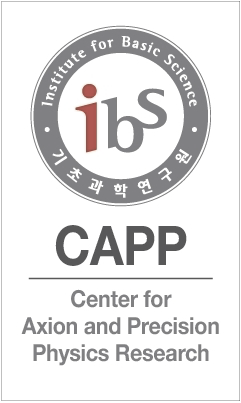 Institute for Basic Science
ibs
기초과학연구원
CAPP
Center for
Axion and Precision
Physics Research